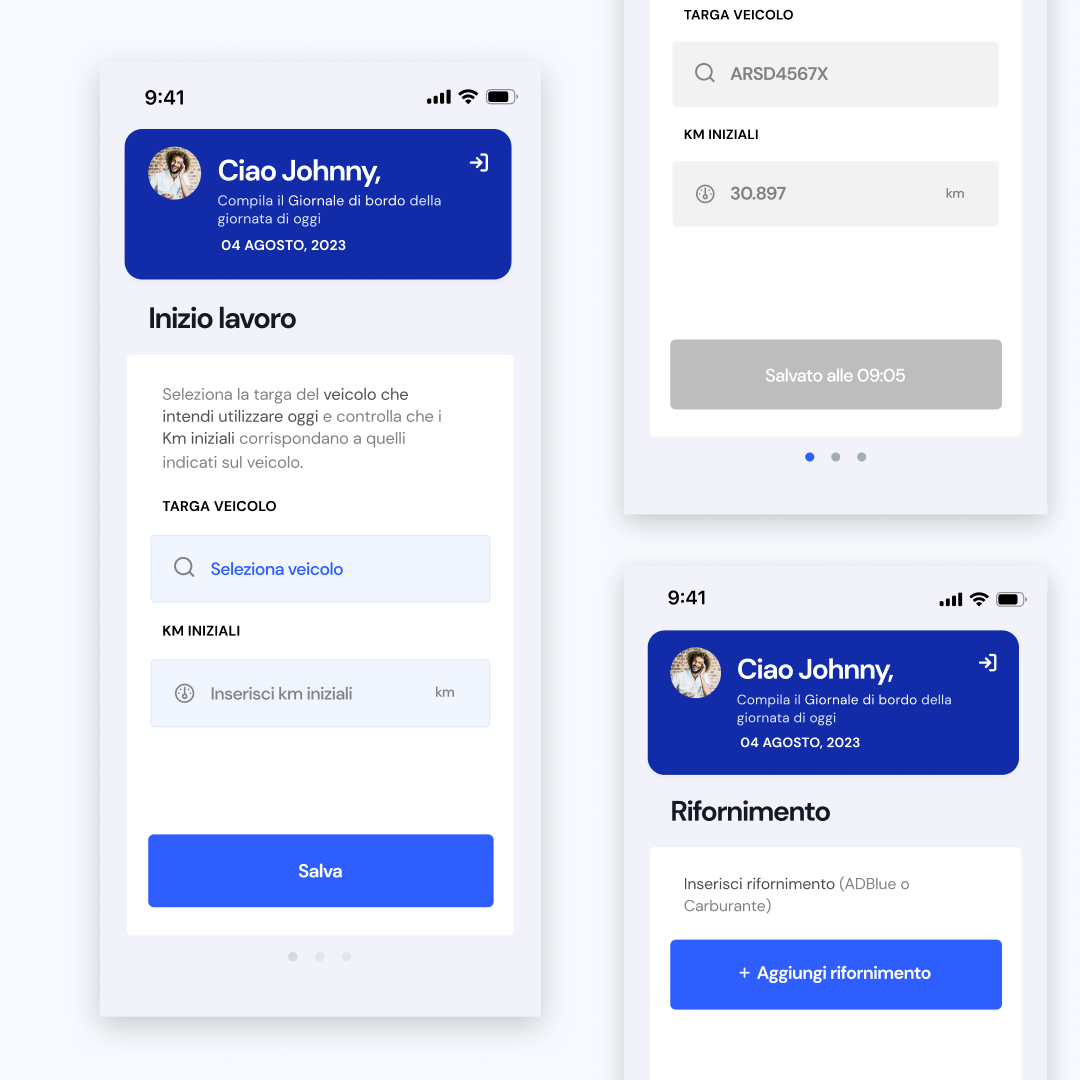 9:41
Ciao Johnny,
Compila il Giornale di bordo della
giornata di oggi
04 AGOSTO, 2023
Inizio lavoro
Seleziona la targa del veicolo che
intendi utilizzare oggi e controlla che i
Km iniziali corrispondano a quelli
indicati sul veicolo.
TARGA VEICOLO
Seleziona veicolo
KM INIZIALI
Inserisci km iniziali km
Salva
TARGA VEICOLO
ARSD4567X
KM INIZIALI
30.897 km
Salvato alle 09:05
9:41
Ciao Johnny,
Compila il Giornale di bordo della
giornata di oggi
04 AGOSTO, 2023
Rifornimento
Inserisci rifornimento (ADBlue o
Carburante)
+ Aggiungi rifornimento